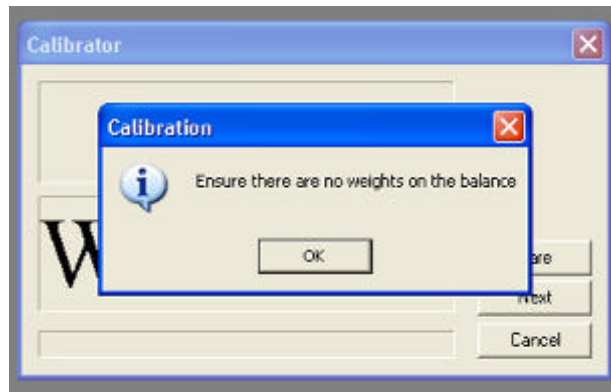 Calibrator
Calibration
Ensure there are no weights on the balance
OK
W
Next
Cancel